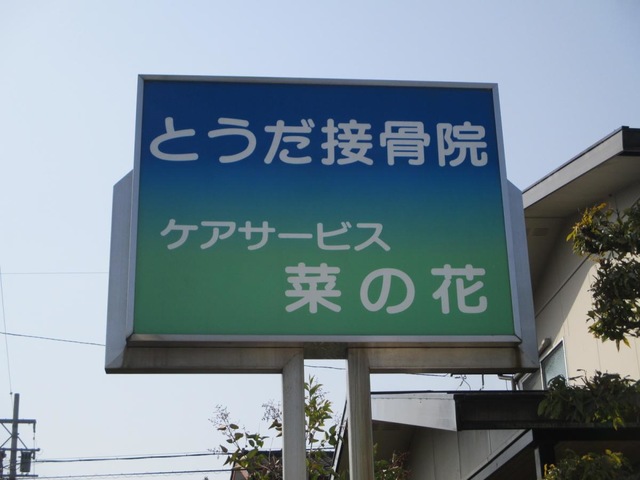 とうだ接骨院
ケアサービス
菜の花